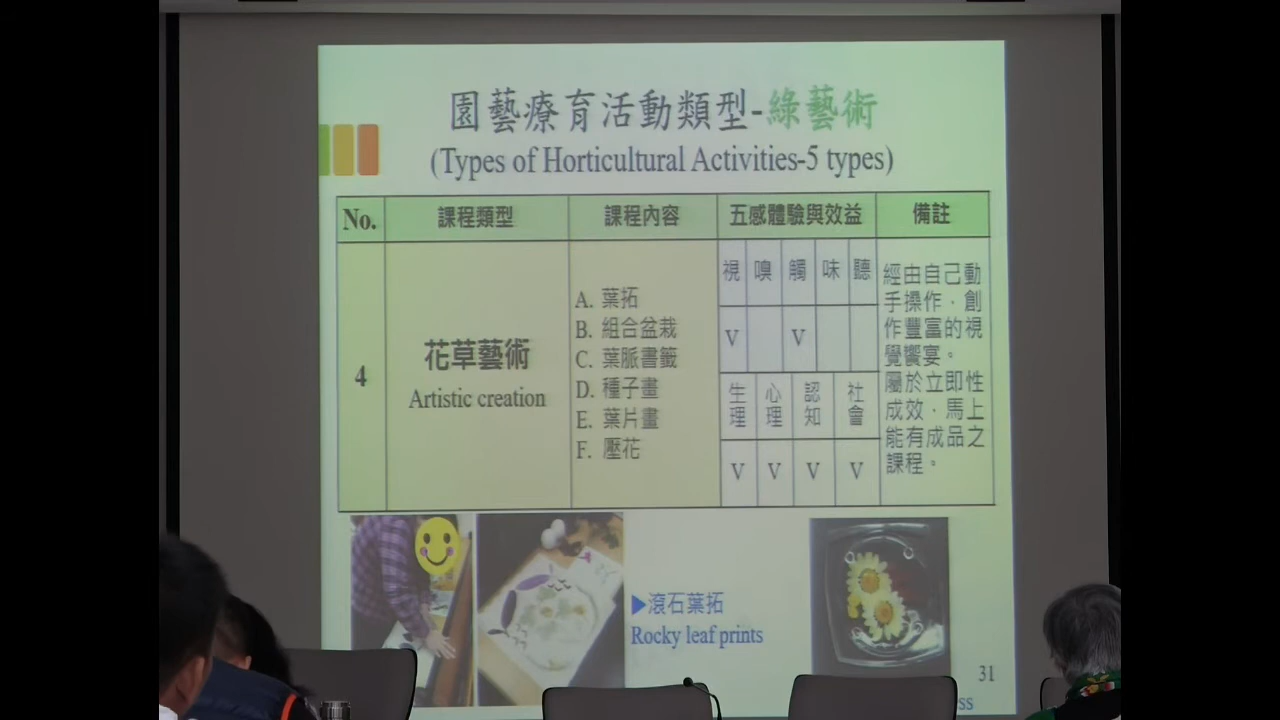 園藝療育活動類型-綠藝術
(Types of Horticultural Activities-5 types)
No. 課程類型 課程內容 五感體驗與效益 備註
4
花草藝術
Artistic creation
A. 葉拓
B. 組合盆栽
C. 葉脈書籤
D. 種子畫
E. 葉片畫
F. 壓花
視 嗅 觸 味 聽
V V
生理 心理 認知 社會
V V V V
經由自己動
手操作，創
作豐富的視
覺饗宴。
屬於立即性
成效，馬上
能有成品之
課程。
▶滾石葉拓
Rocky leaf prints
31
ss